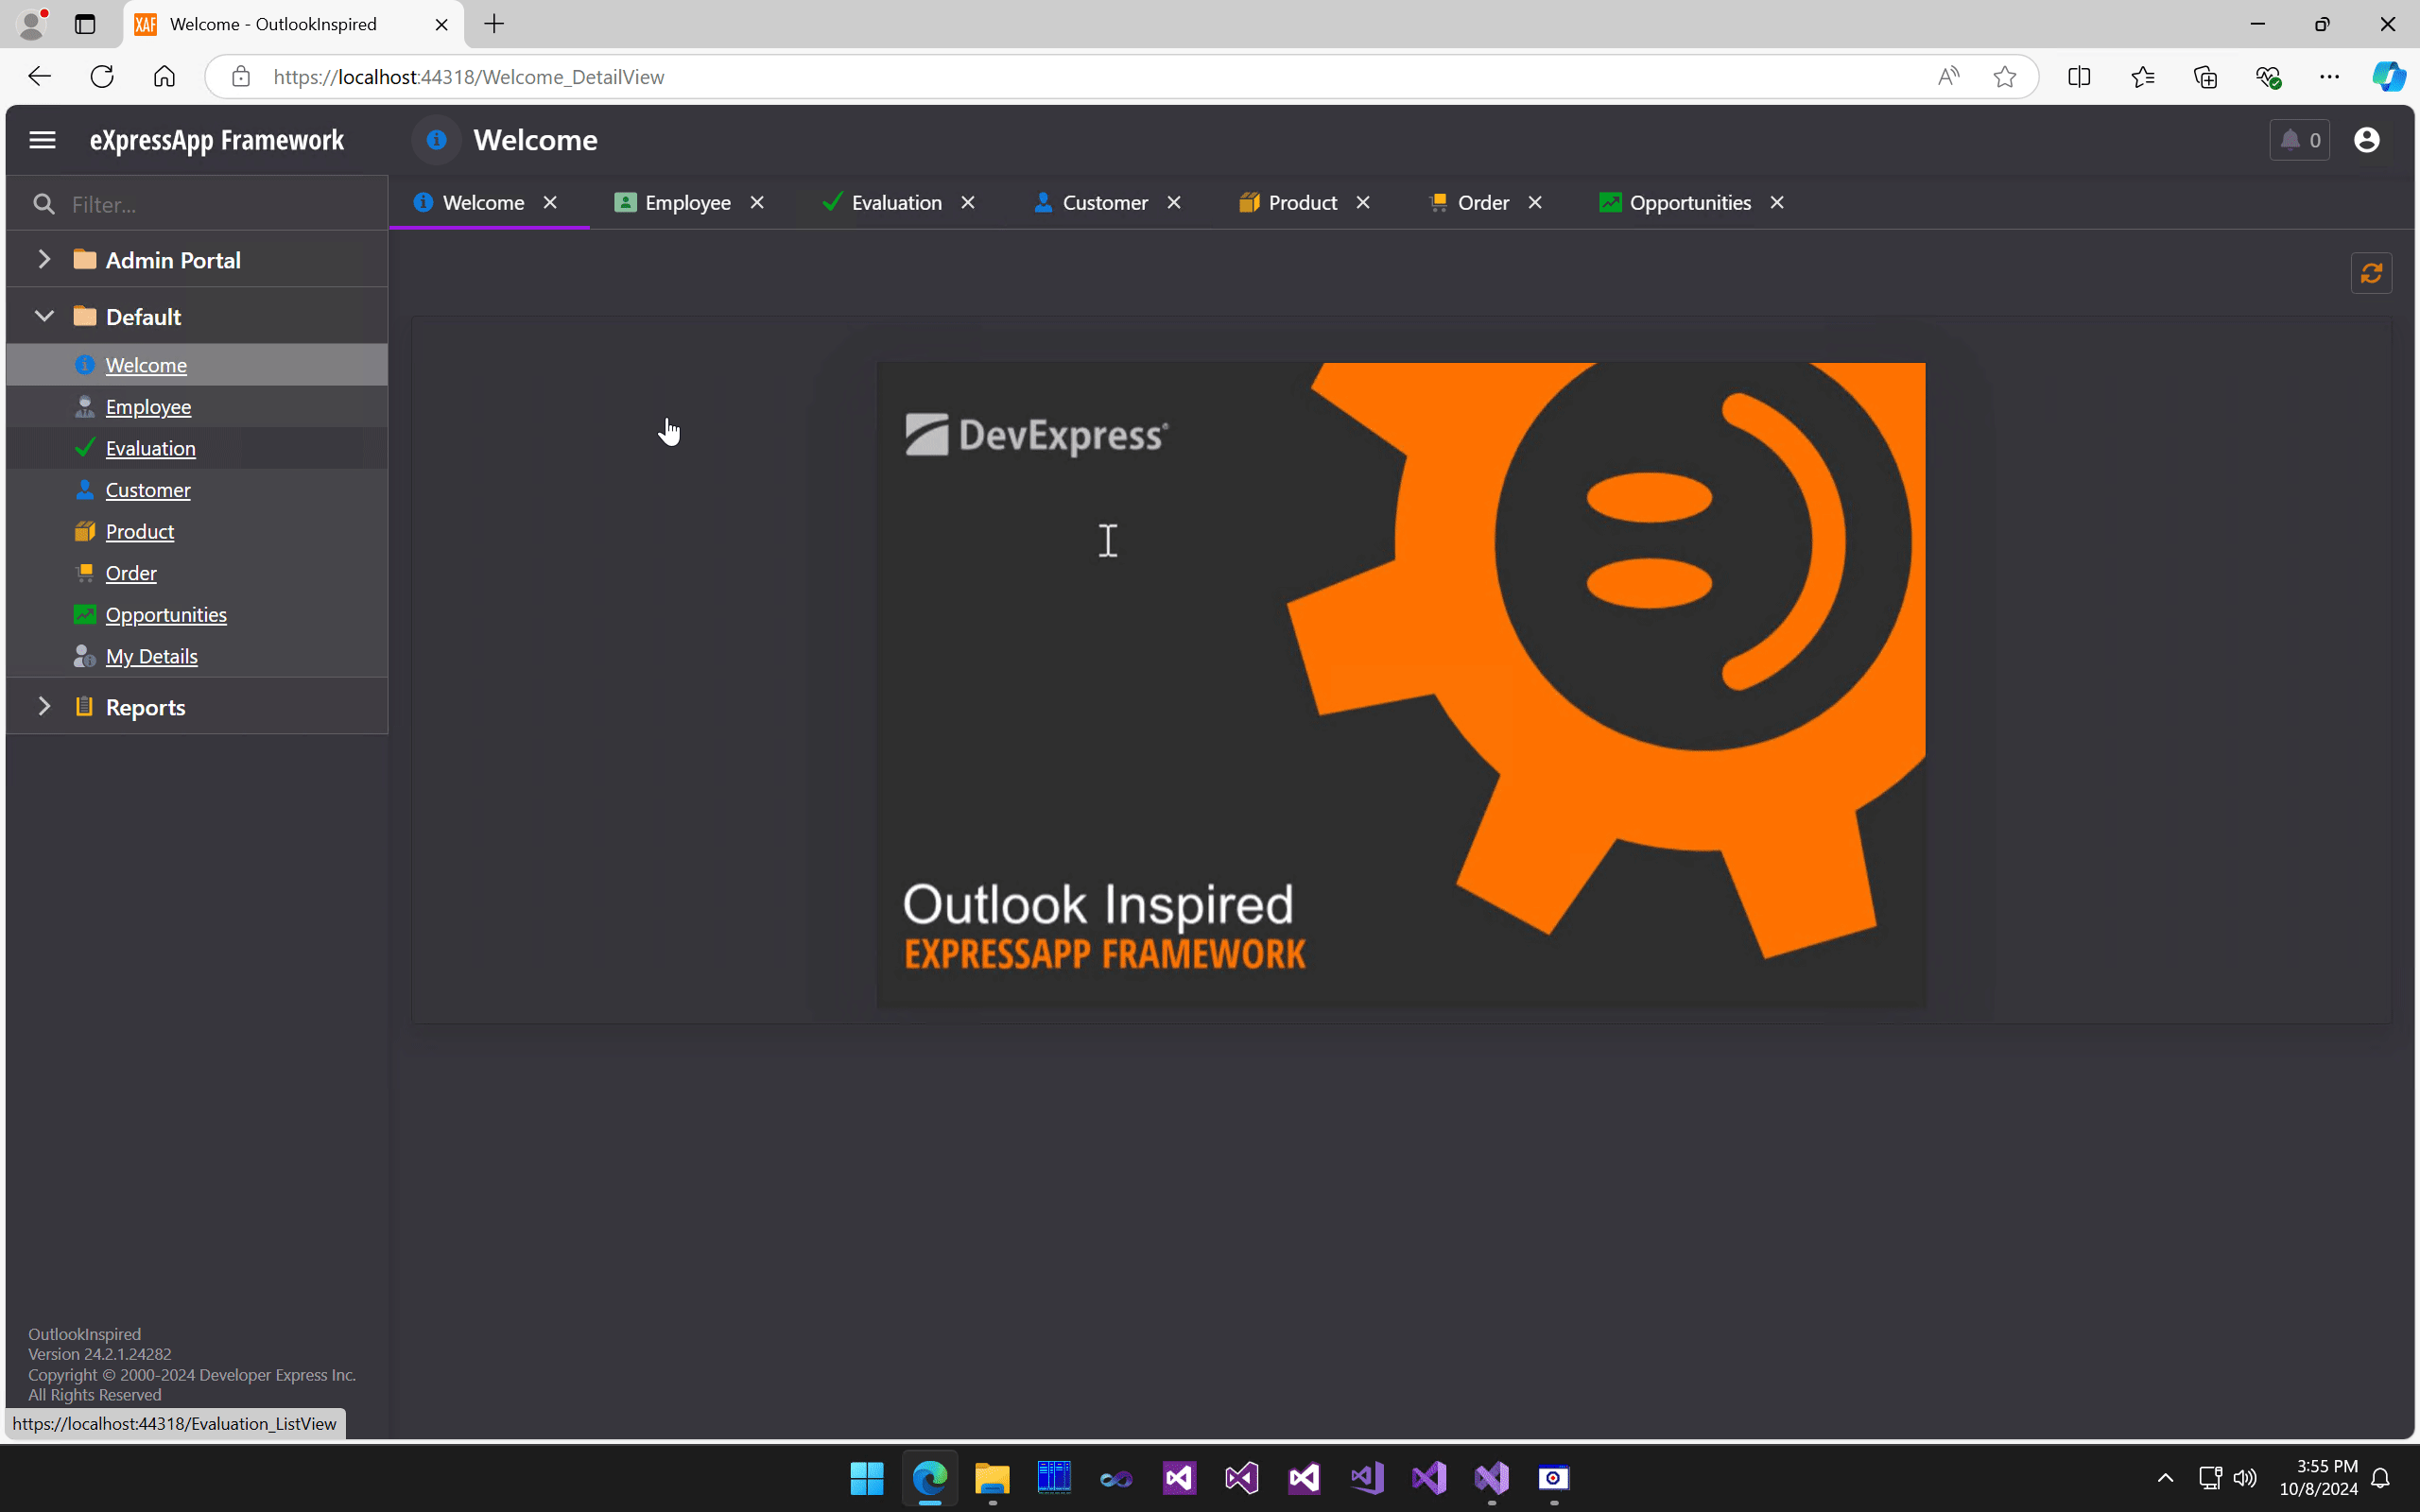 Welcome - OutlookInspired
https://localhost:44318/Welcome_DetailView
eXpressApp Framework
Welcome
0
Filter...
Welcome
Employee
Evaluation
Customer
Product
Order
Opportunities
Admin Portal
Default
Welcome
Employee
Evaluation
Customer
Product
Order
Opportunities
My Details
Reports
DevExpress®
Outlook Inspired
EXPRESSAPP FRAMEWORK
OutlookInspired
Version 24.2.1.24282
Copyright © 2000-2024 Developer Express Inc.
All Rights Reserved
https://localhost:44318/Evaluation_ListView
3:55 PM
10/8/2024